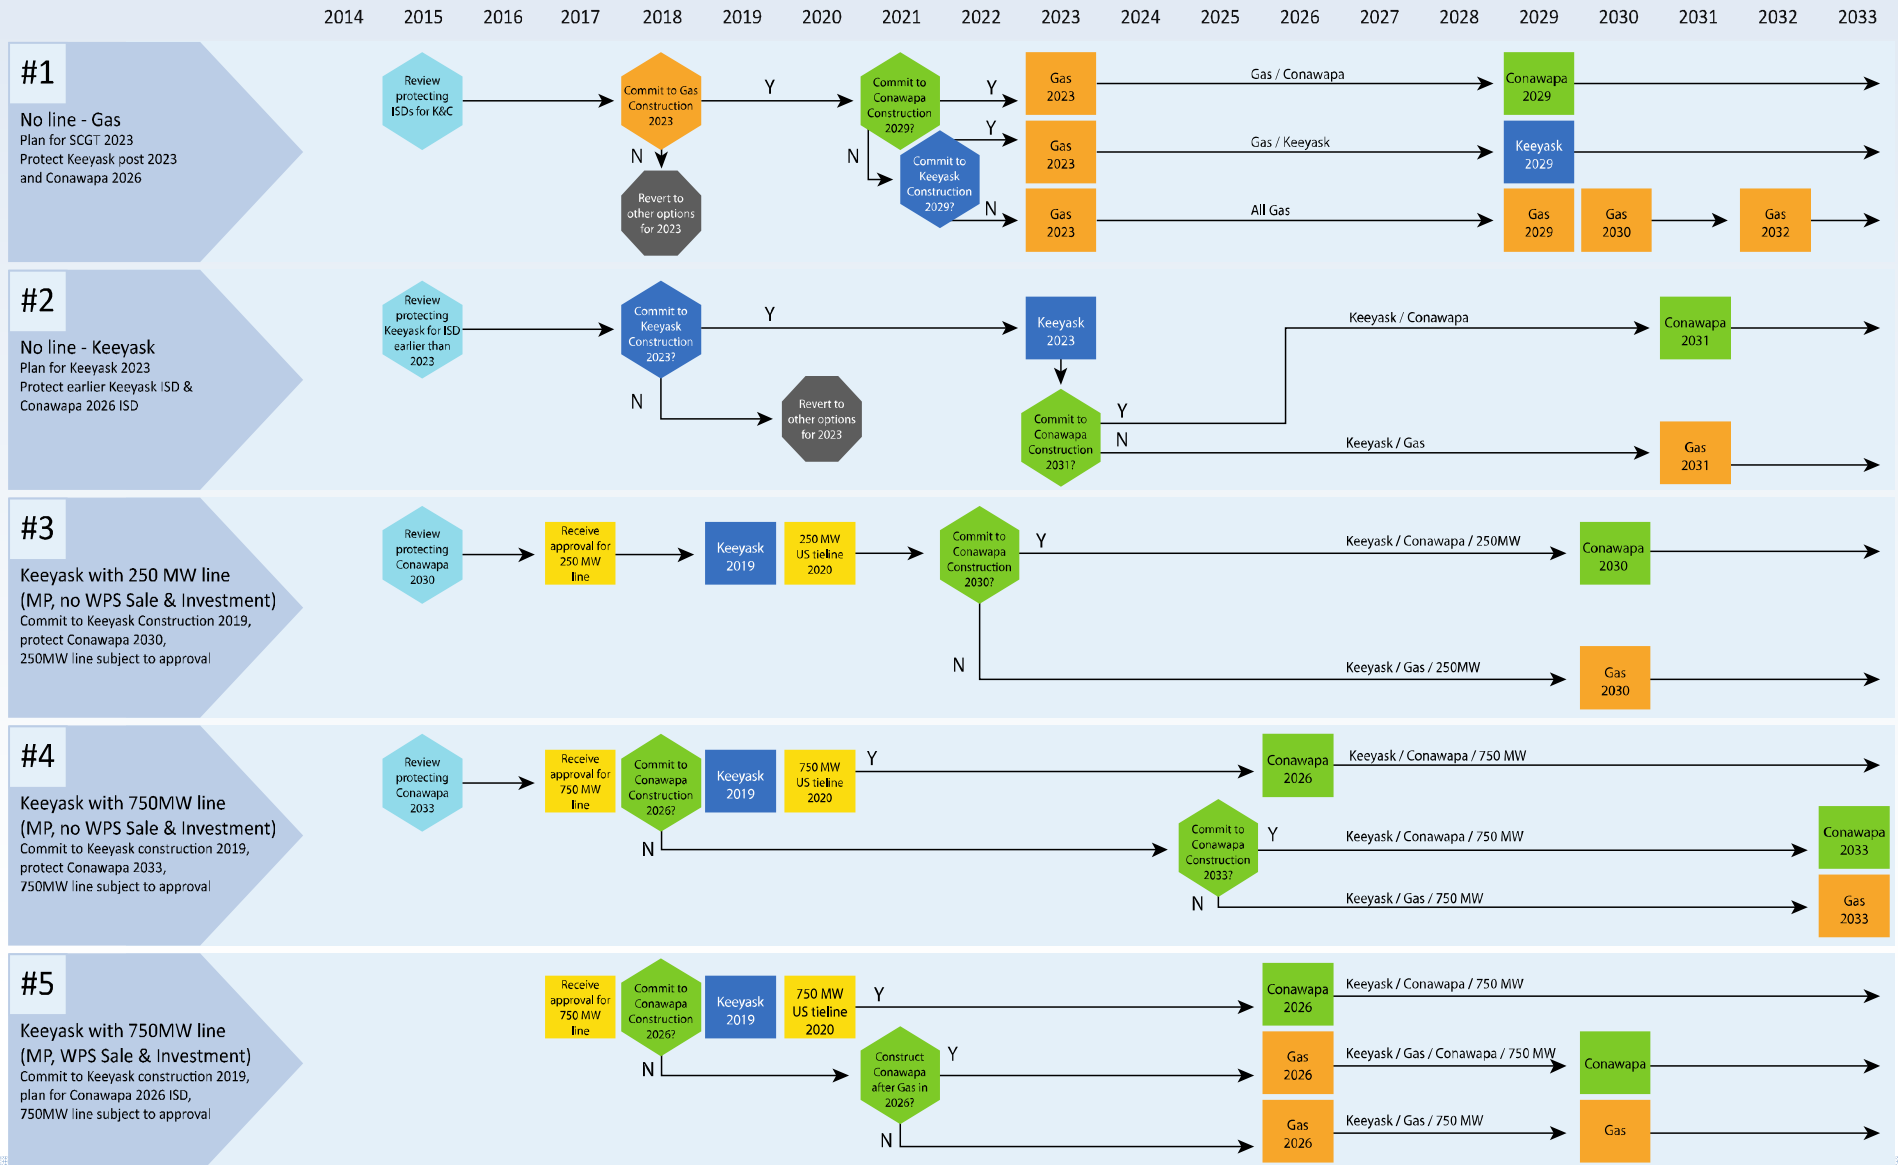 2014 2015 2016 2017 2018 2019 2020 2021 2022 2023 2024 2025 2026 2027 2028 2029 2030 2031 2032 2033
#1
No line - Gas
Plan for SCGT 2023
Protect Keeyask post 2023
and Conawapa 2026
Review
protecting
ISDs for K&C
Commit to Gas
Construction
2023
Y
N
Revert to
other options
for 2023
Commit to
Conawapa
Construction
2029?
Y
N
Commit to
Keeyask
Construction
2029?
Y
N
Gas
2023
Gas / Conawapa
Conawapa
2029
Gas
2023
Gas / Keeyask
Keeyask
2029
Gas
2023
All Gas
Gas
2029
Gas
2030
Gas
2032
#2
No line - Keeyask
Plan for Keeyask 2023
Protect earlier Keeyask ISD &
Conawapa 2026 ISD
Review
protecting
Keeyask for ISD
earlier than
2023
Commit to
Keeyask
Construction
2023?
Y
N
Revert to
other options
for 2023
Keeyask
2023
Commit to
Conawapa
Construction
2031?
Y
N
Keeyask / Conawapa
Conawapa
2031
Keeyask / Gas
Gas
2031
#3
Keeyask with 250 MW line
(MP, no WPS Sale & Investment)
Commit to Keeyask Construction 2019,
protect Conawapa 2030,
250MW line subject to approval
Review
protecting
Conawapa
2030
Receive
approval for
250 MW
line
Keeyask
2019
250 MW
US tieline
2020
Commit to
Conawapa
Construction
2030?
Y
N
Keeyask / Conawapa / 250MW
Conawapa
2030
Keeyask / Gas / 250MW
Gas
2030
#4
Keeyask with 750MW line
(MP, no WPS Sale & Investment)
Commit to Keeyask construction 2019,
protect Conawapa 2033,
750MW line subject to approval
Review
protecting
Conawapa
2033
Receive
approval for
750 MW
line
Commit to
Conawapa
Construction
2026?
Keeyask
2019
750 MW
US tieline
2020
Y
N
Conawapa
2026
Keeyask / Conawapa / 750 MW
Commit to
Conawapa
Construction
2033?
Y
N
Keeyask / Conawapa / 750 MW
Conawapa
2033
Keeyask / Gas / 750 MW
Gas
2033
#5
Keeyask with 750MW line
(MP, WPS Sale & Investment)
Commit to Keeyask construction 2019,
plan for Conawapa 2026 ISD,
750MW line subject to approval
Receive
approval for
750 MW
line
Commit to
Conawapa
Construction
2026?
Keeyask
2019
750 MW
US tieline
2020
Y
N
Construct
Conawapa
after Gas in
2026?
Y
N
Conawapa
2026
Keeyask / Conawapa / 750 MW
Gas
2026
Keeyask / Gas / Conawapa / 750 MW
Conawapa
Gas
2026
Keeyask / Gas / 750 MW
Gas